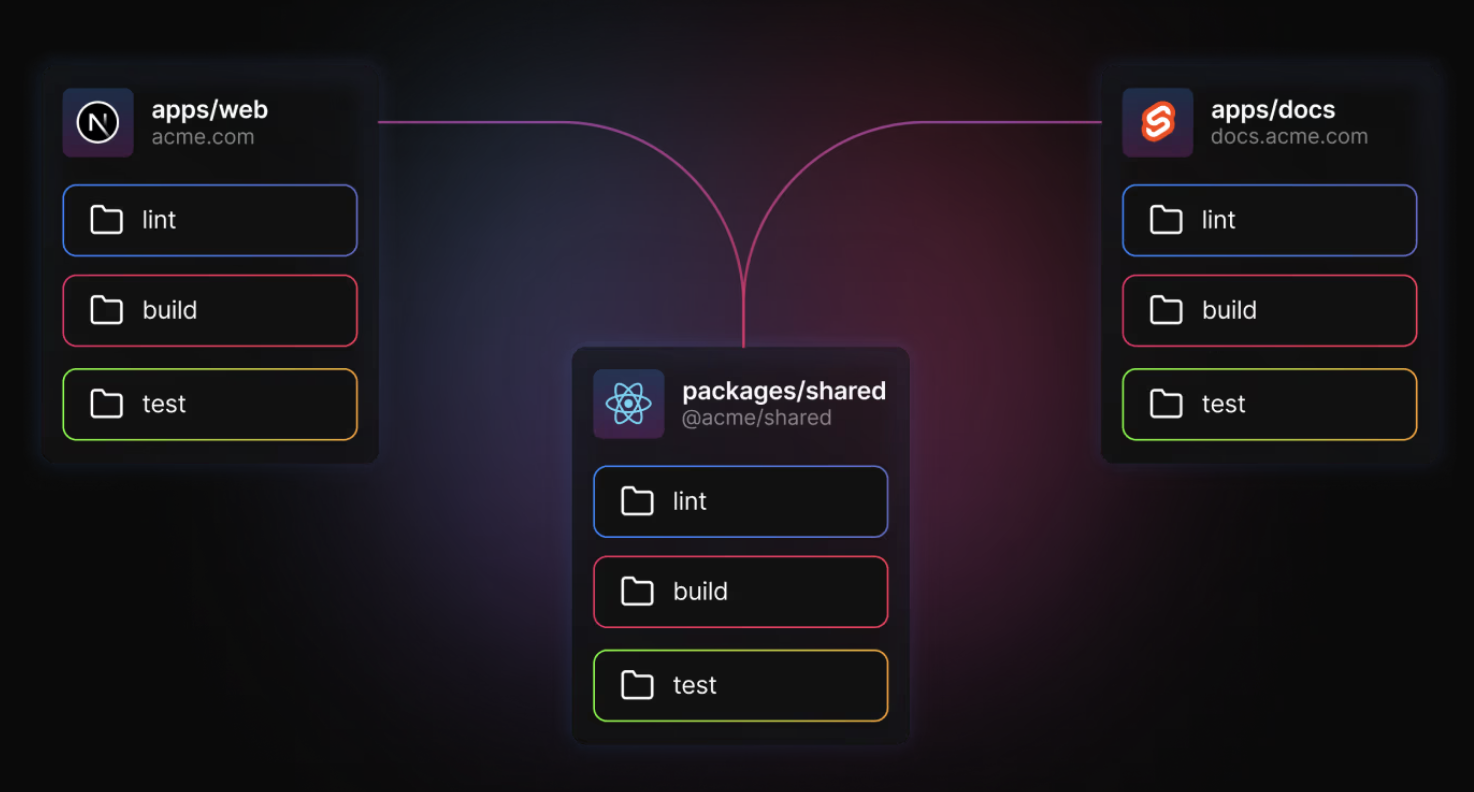 apps/web
acme.com
lint
build
test
apps/docs
docs.acme.com
lint
build
test
packages/shared
@acme/shared
lint
build
test